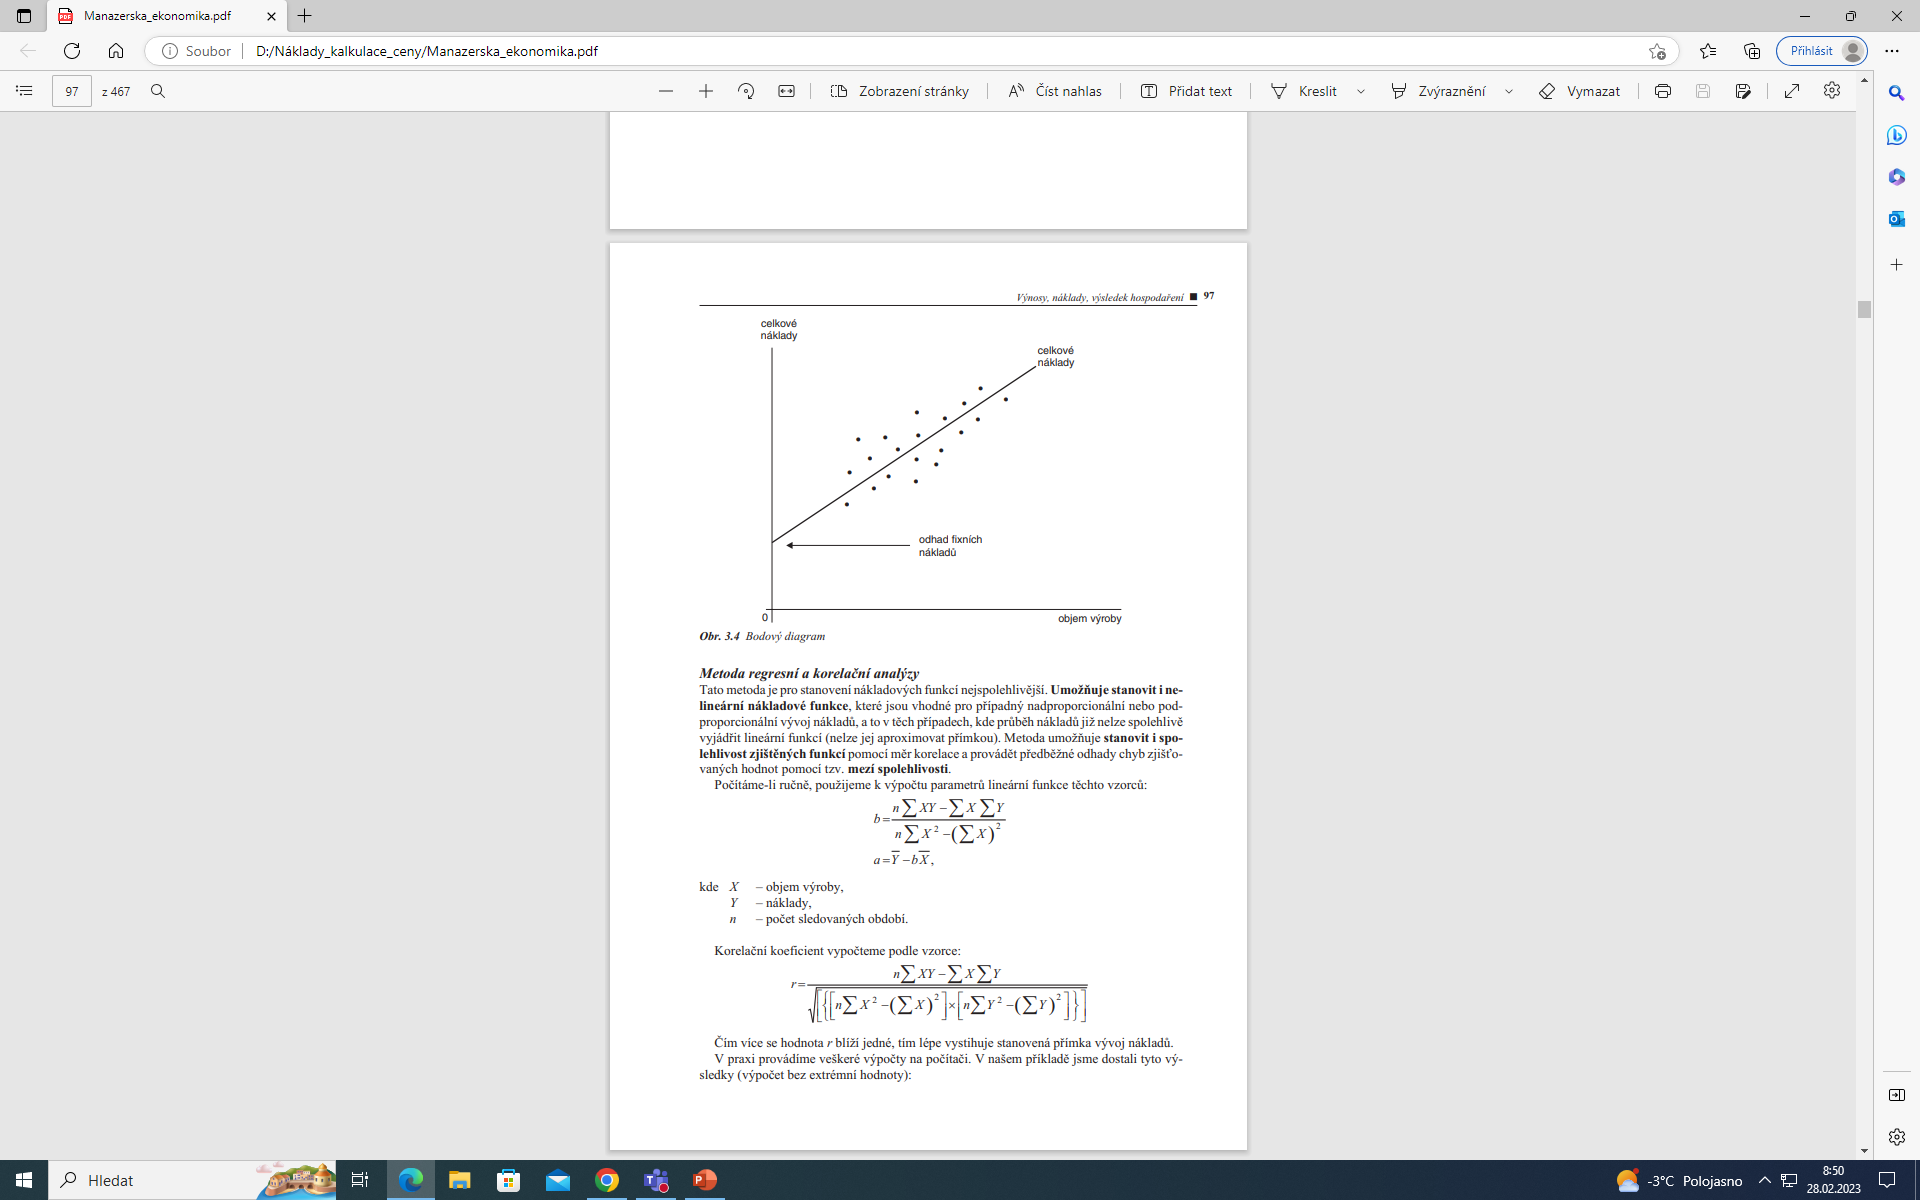 Manazerska_ekonomika.pdf
Soubor
D:/Náklady_kalkulace_ceny/Manazerska_ekonomika.pdf
Přihlásit
97
z 467
Zobrazení stránky
Číst nahlas
Přidat text
Kreslit
Zvýraznění
Vymazat
Výnosy, náklady, výsledek hospodaření ■ 97
celkové
náklady
celkové
náklady
odhad fixních
nákladů
0
objem výroby
Obr. 3.4 Bodový diagram
Metoda regresní a korelační analýzy
Tato metoda je pro stanovení nákladových funkcí nejspolehlivější. Umožňuje stanovit i ne-
lineární nákladové funkce, které jsou vhodné pro případný nadproporcionální nebo pod-
proporcionální vývoj nákladů, a to v těch případech, kde průběh nákladů již nelze spolehlivě
vyjádřit lineární funkcí (nelze jej aproximovat přímkou). Metoda umožňuje stanovit i spo-
lehlivost zjištěných funkcí pomocí měr korelace a provádět předběžné odhady chyb zjišťo-
vaných hodnot pomocí tzv. mezí spolehlivosti.
Počítáme-li ručně, použijeme k výpočtu parametrů lineární funkce těchto vzorců:
b = (n∑XY − ∑X∑Y) / (n∑X² − (∑X)²)
a = Y̅ − bX̅,
kde X – objem výroby,
Y – náklady,
n – počet sledovaných období.
Korelační koeficient vypočteme podle vzorce:
r = (n∑XY − ∑X∑Y) / √[{[n∑X² − (∑X)²] × [n∑Y² − (∑Y)²]}]
Čím více se hodnota r blíží jedné, tím lépe vystihuje stanovená přímka vývoj nákladů.
V praxi provádíme veškeré výpočty na počítači. V našem příkladě jsme dostali tyto vý-
sledky (výpočet bez extrémní hodnoty):
Hledat
-3°C Polojasno
8:50
28.02.2023